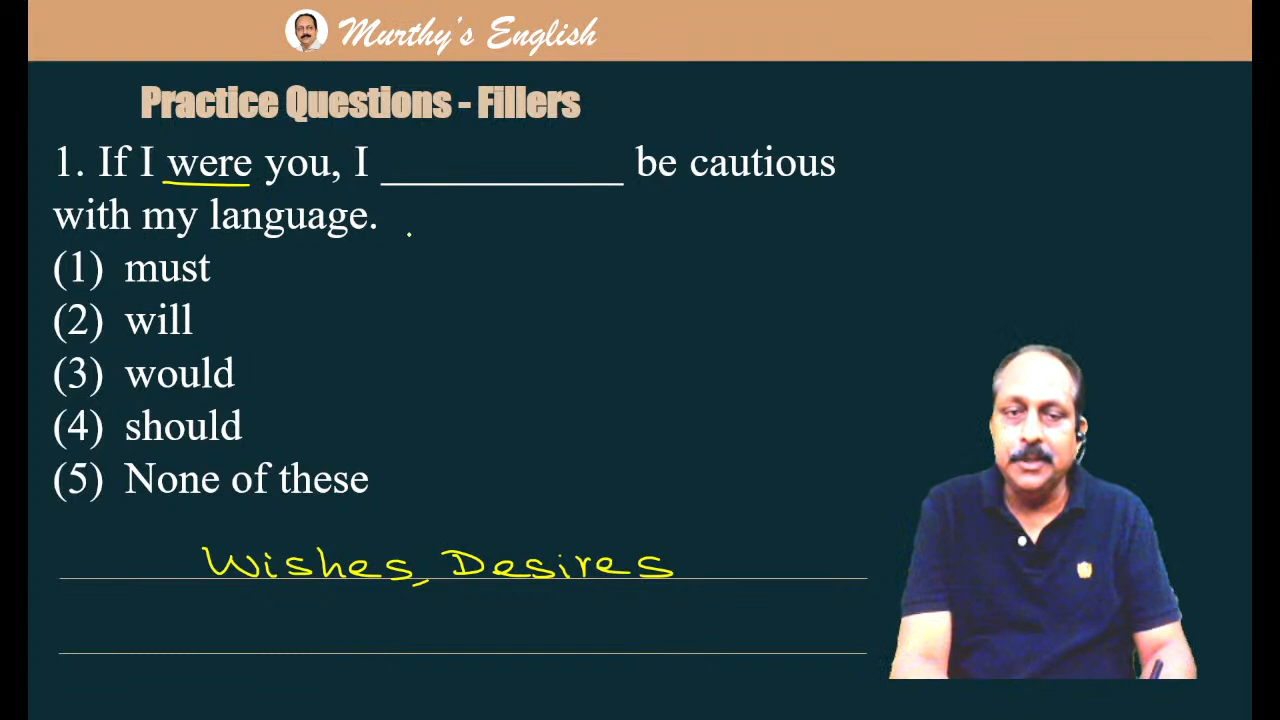 Murthy's English
Practice Questions - Fillers
1. If I were you, I ____________ be cautious
with my language.
(1) must
(2) will
(3) would
(4) should
(5) None of these
Wishes, Desires